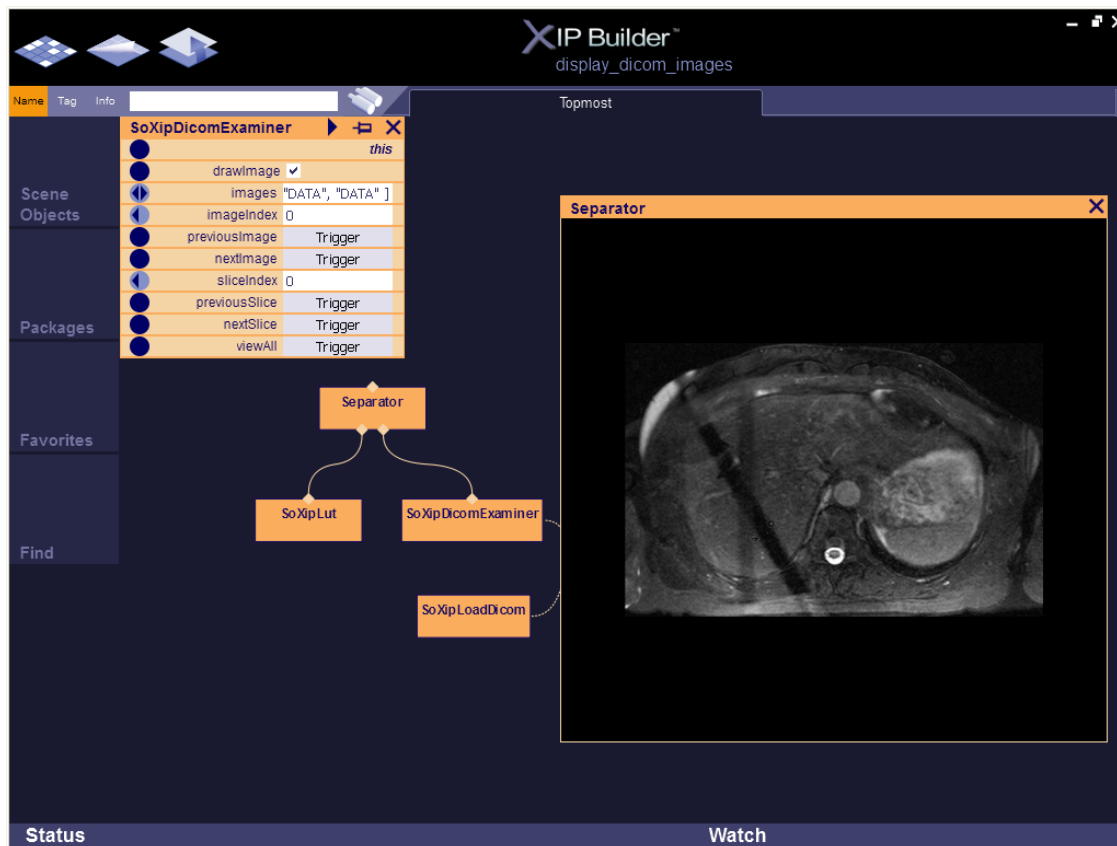 XIP Builder™
display_dicom_images
Name Tag Info
Topmost
SoXipDicomExaminer
this
drawImage
images "DATA", "DATA" ]
imageIndex 0
previousImage Trigger
nextImage Trigger
sliceIndex 0
previousSlice Trigger
nextSlice Trigger
viewAll Trigger
Scene
Objects
Packages
Favorites
Find
Separator
SoXipLut
SoXipDicomExaminer
SoXipLoadDicom
Separator
Status
Watch